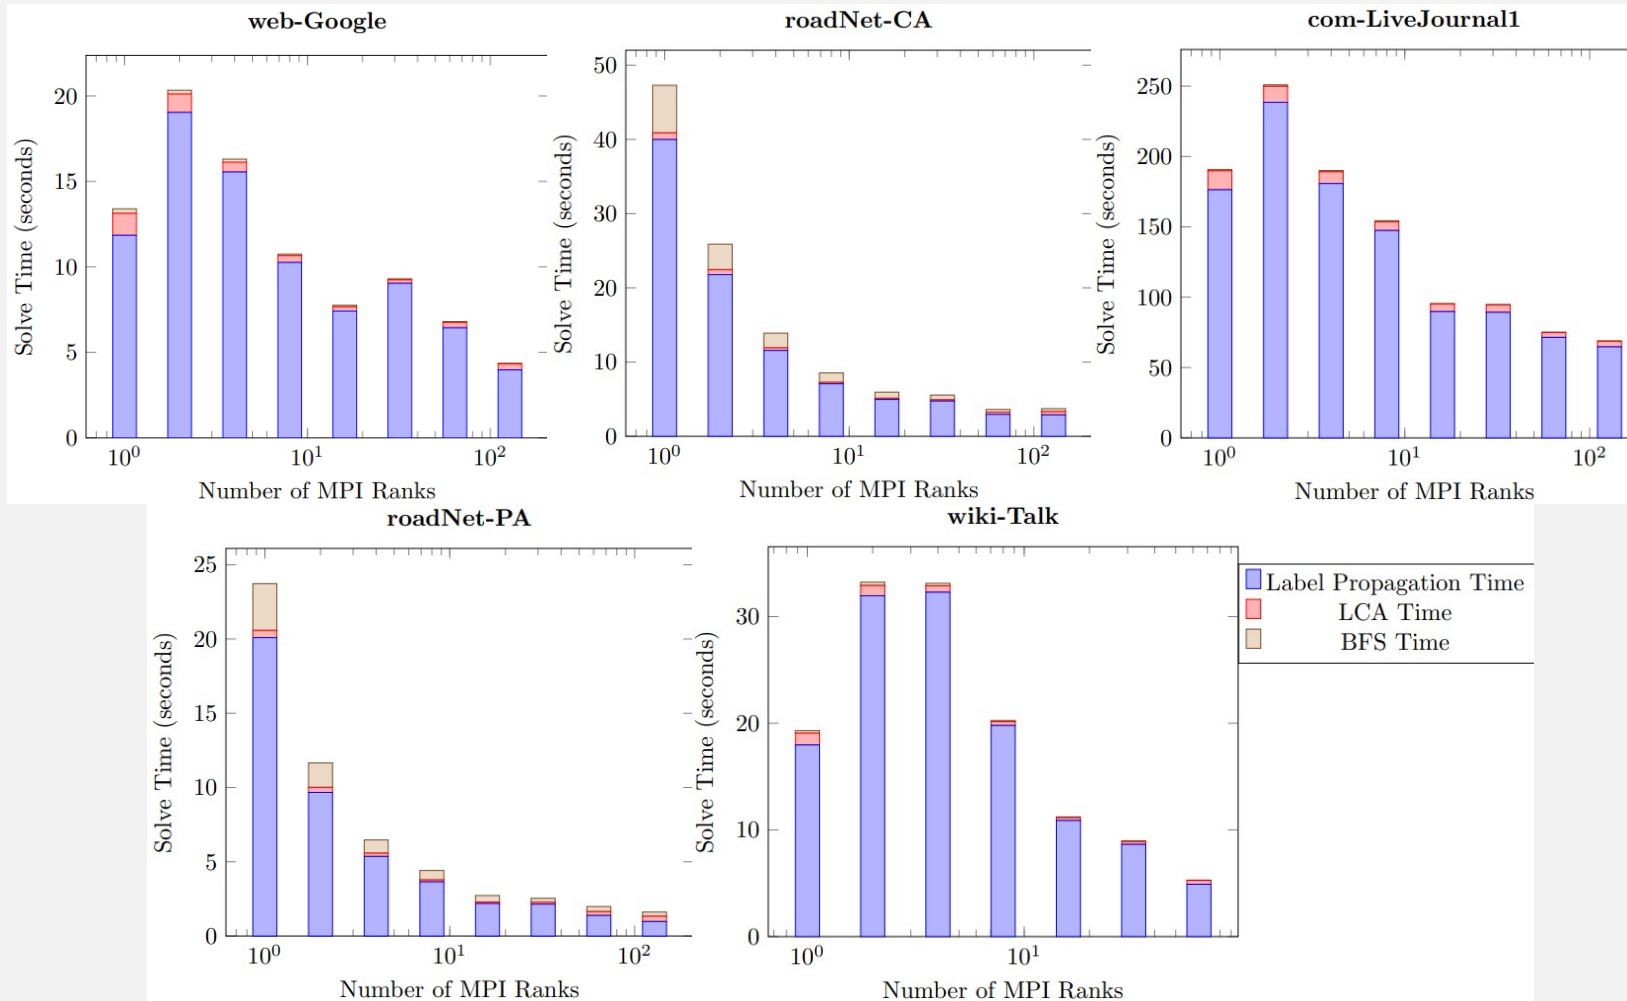 web-Google
20
15
10
5
0
10⁰
10¹
10²
Solve Time (seconds)
Number of MPI Ranks
roadNet-CA
50
40
30
20
10
0
10⁰
10¹
10²
Solve Time (seconds)
Number of MPI Ranks
com-LiveJournal1
250
200
150
100
50
0
10⁰
10¹
10²
Solve Time (seconds)
Number of MPI Ranks
roadNet-PA
25
20
15
10
5
0
10⁰
10¹
10²
Solve Time (seconds)
Number of MPI Ranks
wiki-Talk
30
20
10
0
10⁰
10¹
Solve Time (seconds)
Number of MPI Ranks
Label Propagation Time
LCA Time
BFS Time